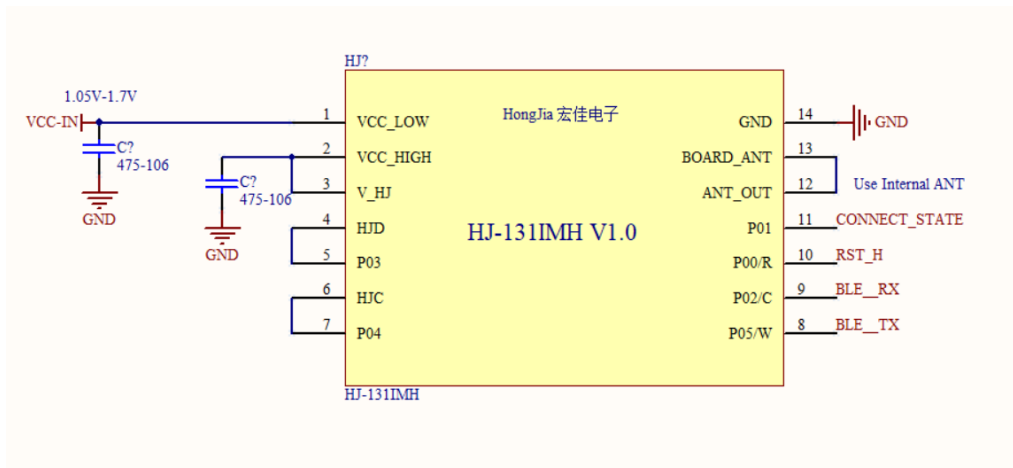 HJ?
1.05V-1.7V
VCC-IN
C?
475-106
GND
C?
475-106
GND
1 VCC_LOW
2 VCC_HIGH
3 V_HJ
4 HJD
5 P03
6 HJC
7 P04
HongJia 宏佳电子
HJ-131IMH V1.0
GND 14 GND
BOARD_ANT 13
ANT_OUT 12
Use Internal ANT
P01 11 CONNECT_STATE
P00/R 10 RST_H
P02/C 9 BLE__RX
P05/W 8 BLE__TX
HJ-131IMH